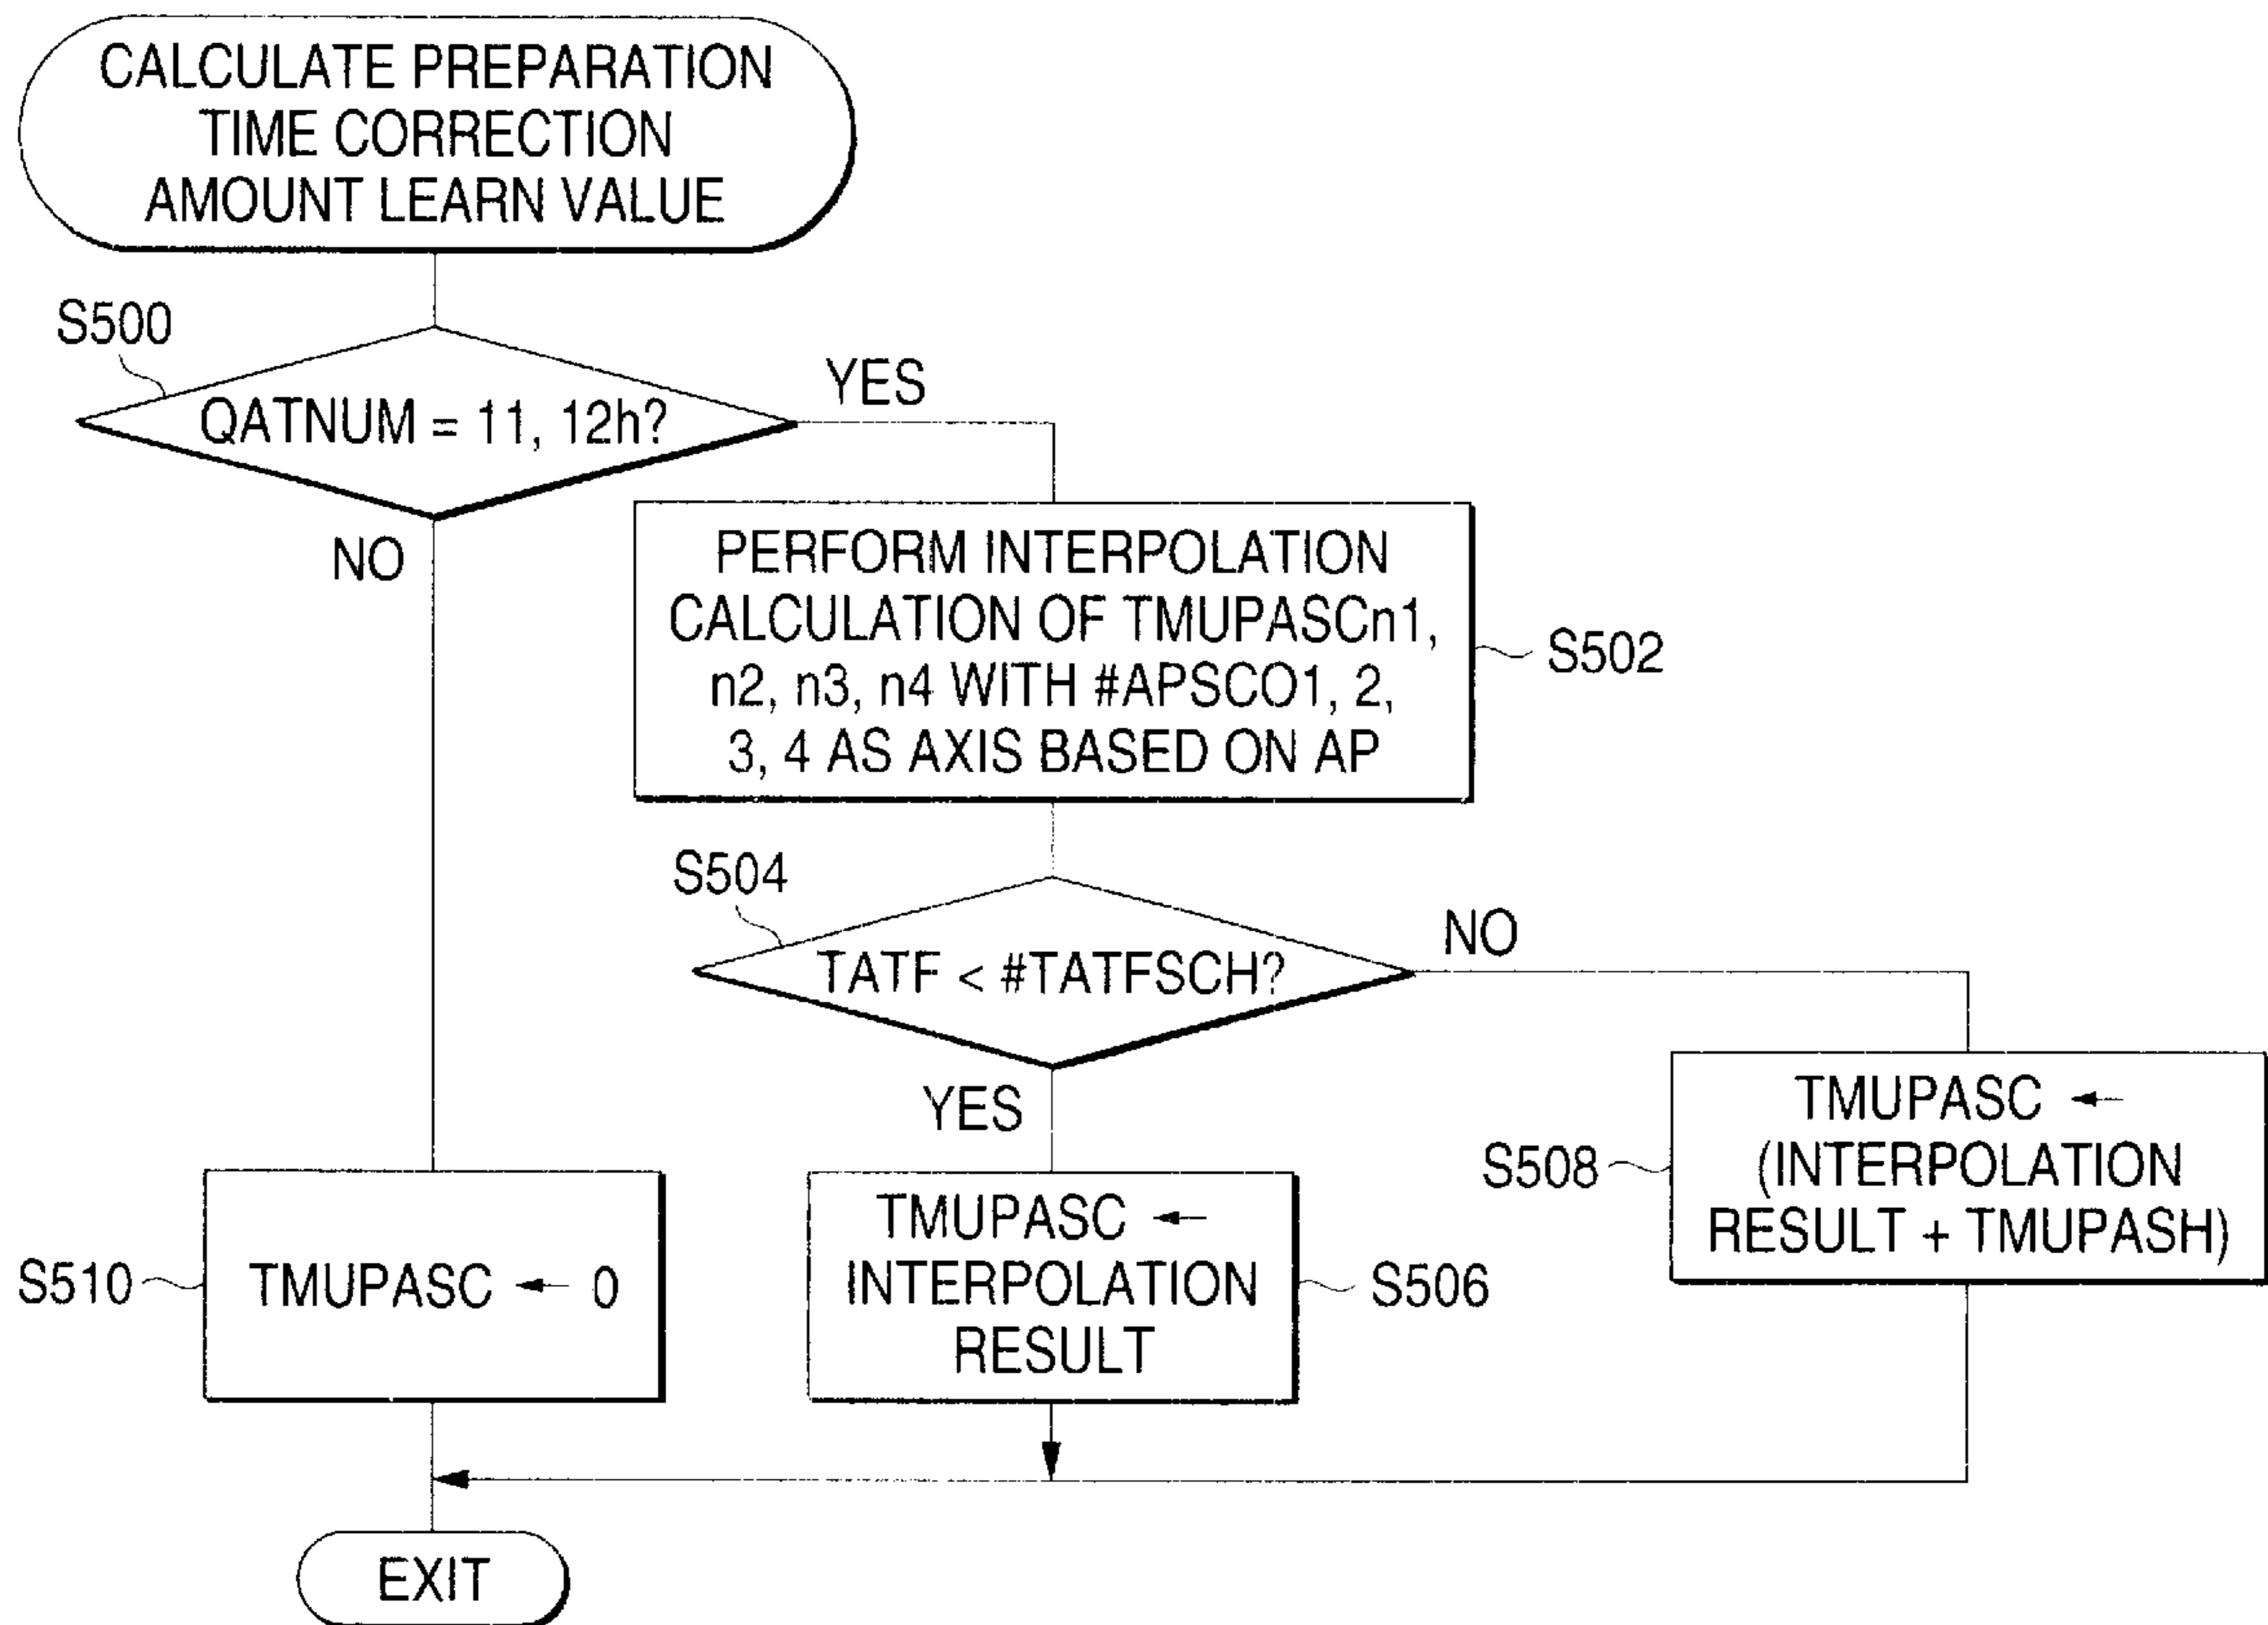 CALCULATE PREPARATION
TIME CORRECTION
AMOUNT LEARN VALUE
S500
QATNUM = 11, 12h?
YES
NO
PERFORM INTERPOLATION
CALCULATION OF TMUPASCn1,
n2, n3, n4 WITH #APSCO1, 2,
3, 4 AS AXIS BASED ON AP
S502
S504
TATF < #TATFSCH?
NO
YES
TMUPASC ←
(INTERPOLATION
RESULT + TMUPASH)
S508
TMUPASC ←
INTERPOLATION
RESULT
S506
S510
TMUPASC ← 0
EXIT